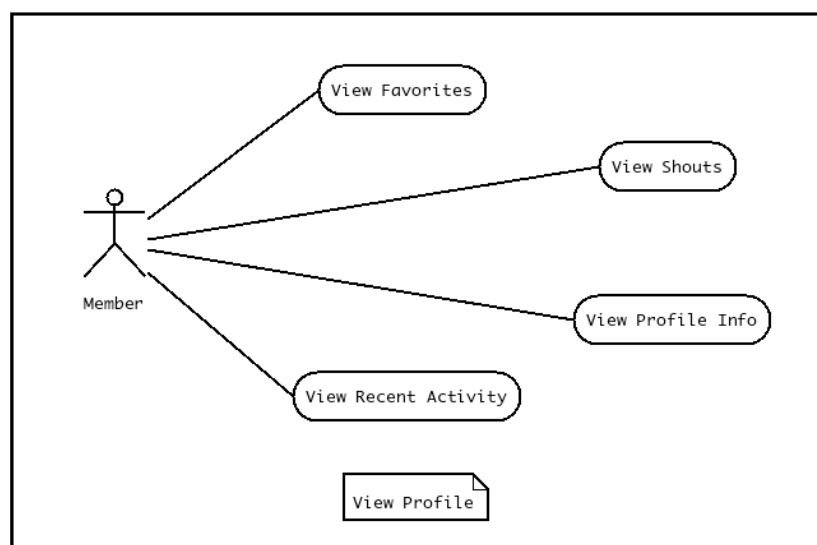 View Favorites
View Shouts
Member
View Profile Info
View Recent Activity
View Profile